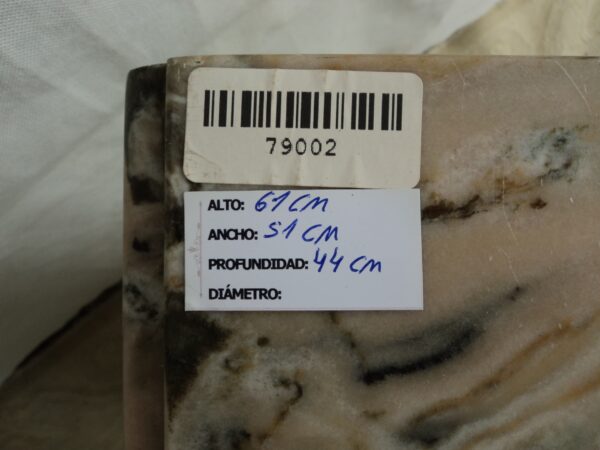 79002
ALTO: 61 CM
ANCHO: 51 CM
PROFUNDIDAD: 44 CM
DIÁMETRO: